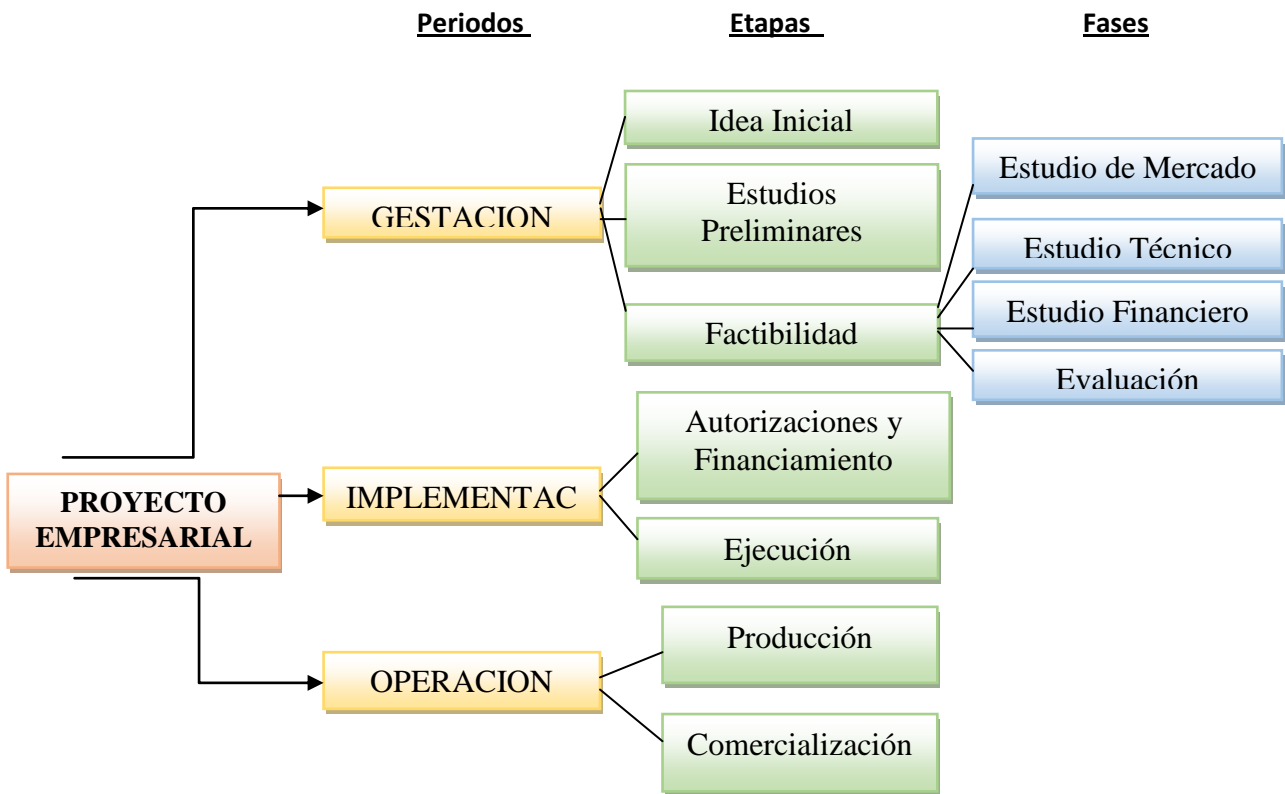 Periodos Etapas Fases
Idea Inicial
Estudio de Mercado
Estudios
Preliminares
GESTACION
Estudio Técnico
Estudio Financiero
Factibilidad
Evaluación
Autorizaciones y
Financiamiento
PROYECTO
EMPRESARIAL
IMPLEMENTAC
Ejecución
Producción
OPERACION
Comercialización